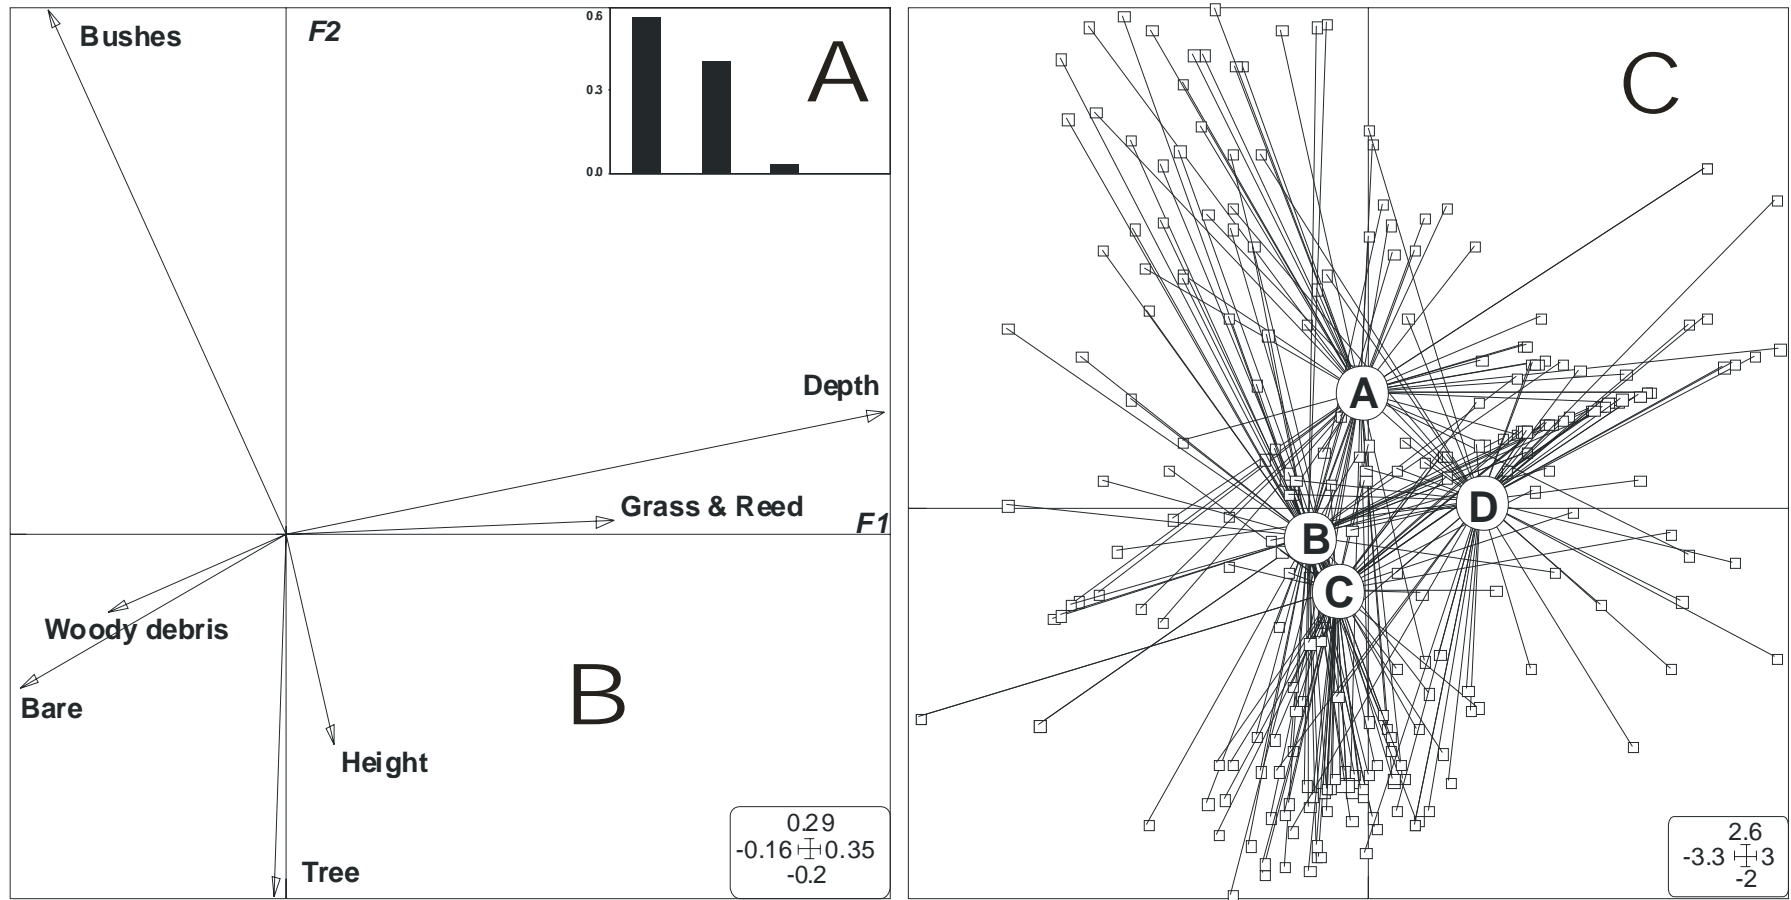 Bushes
F2
0.6
0.3
0.0
A
Depth
Grass & Reed
F1
Woody debris
Bare
B
Height
Tree
0.29
-0.16 0.35
-0.2
C
A
D
B
C
2.6
-3.3 3
-2